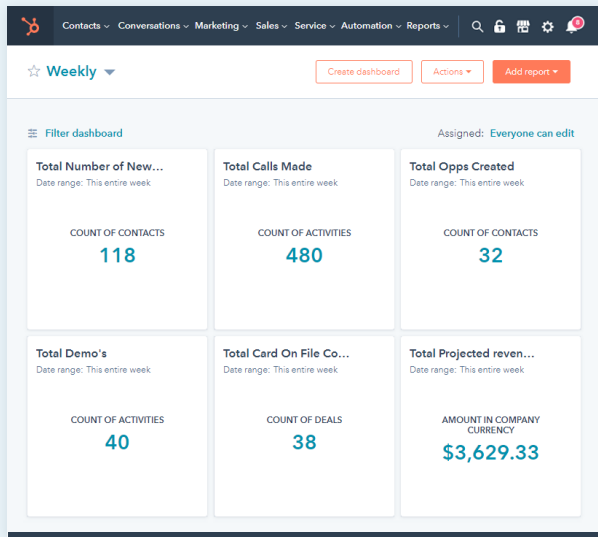 Contacts Conversations Marketing Sales Service Automation Reports
8
Weekly
Create dashboard Actions Add report
Filter dashboard Assigned: Everyone can edit
Total Number of New...
Date range: This entire week
COUNT OF CONTACTS
118
Total Calls Made
Date range: This entire week
COUNT OF ACTIVITIES
480
Total Opps Created
Date range: This entire week
COUNT OF CONTACTS
32
Total Demo's
Date range: This entire week
COUNT OF ACTIVITIES
40
Total Card On File Co...
Date range: This entire week
COUNT OF DEALS
38
Total Projected reven...
Date range: This entire week
AMOUNT IN COMPANY
CURRENCY
$3,629.33